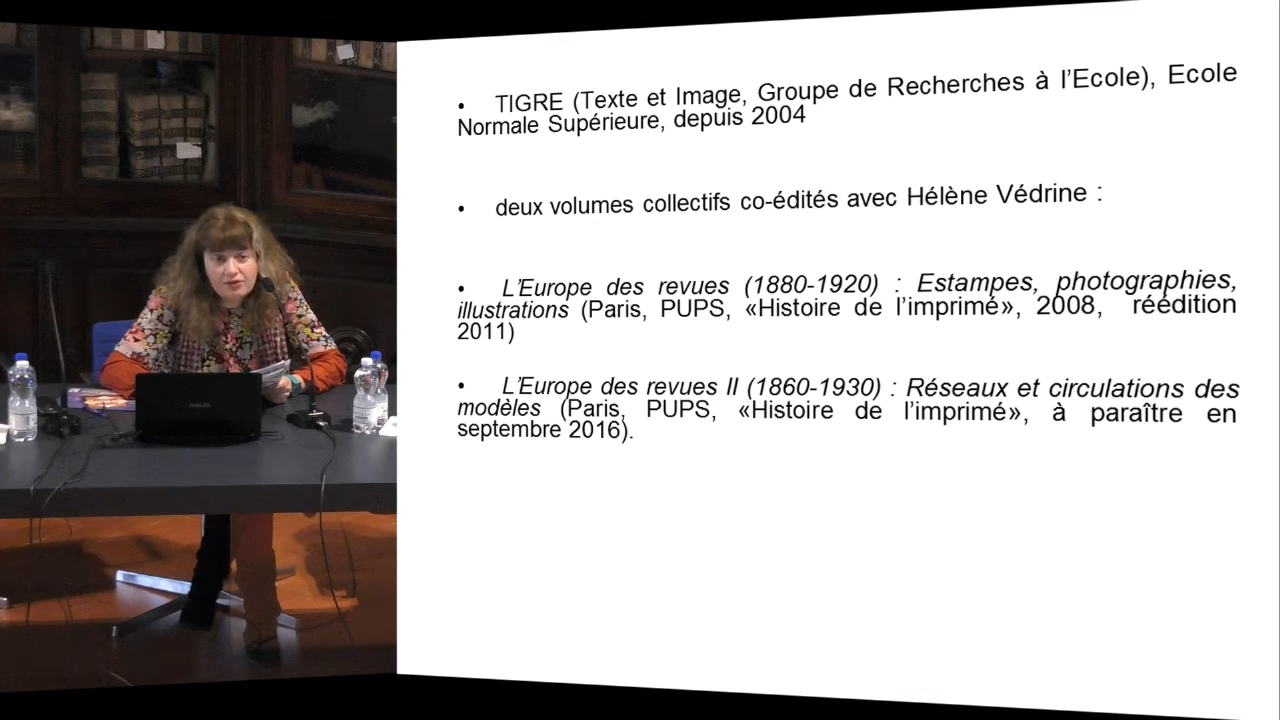 • TIGRE (Texte et Image, Groupe de Recherches à l’Ecole), Ecole
Normale Supérieure, depuis 2004
• deux volumes collectifs co-édités avec Hélène Védrine :
• L’Europe des revues (1880-1920) : Estampes, photographies,
illustrations (Paris, PUPS, «Histoire de l’imprimé», 2008, réédition
2011)
• L’Europe des revues II (1860-1930) : Réseaux et circulations des
modèles (Paris, PUPS, «Histoire de l’imprimé», à paraître en
septembre 2016).
ASUS